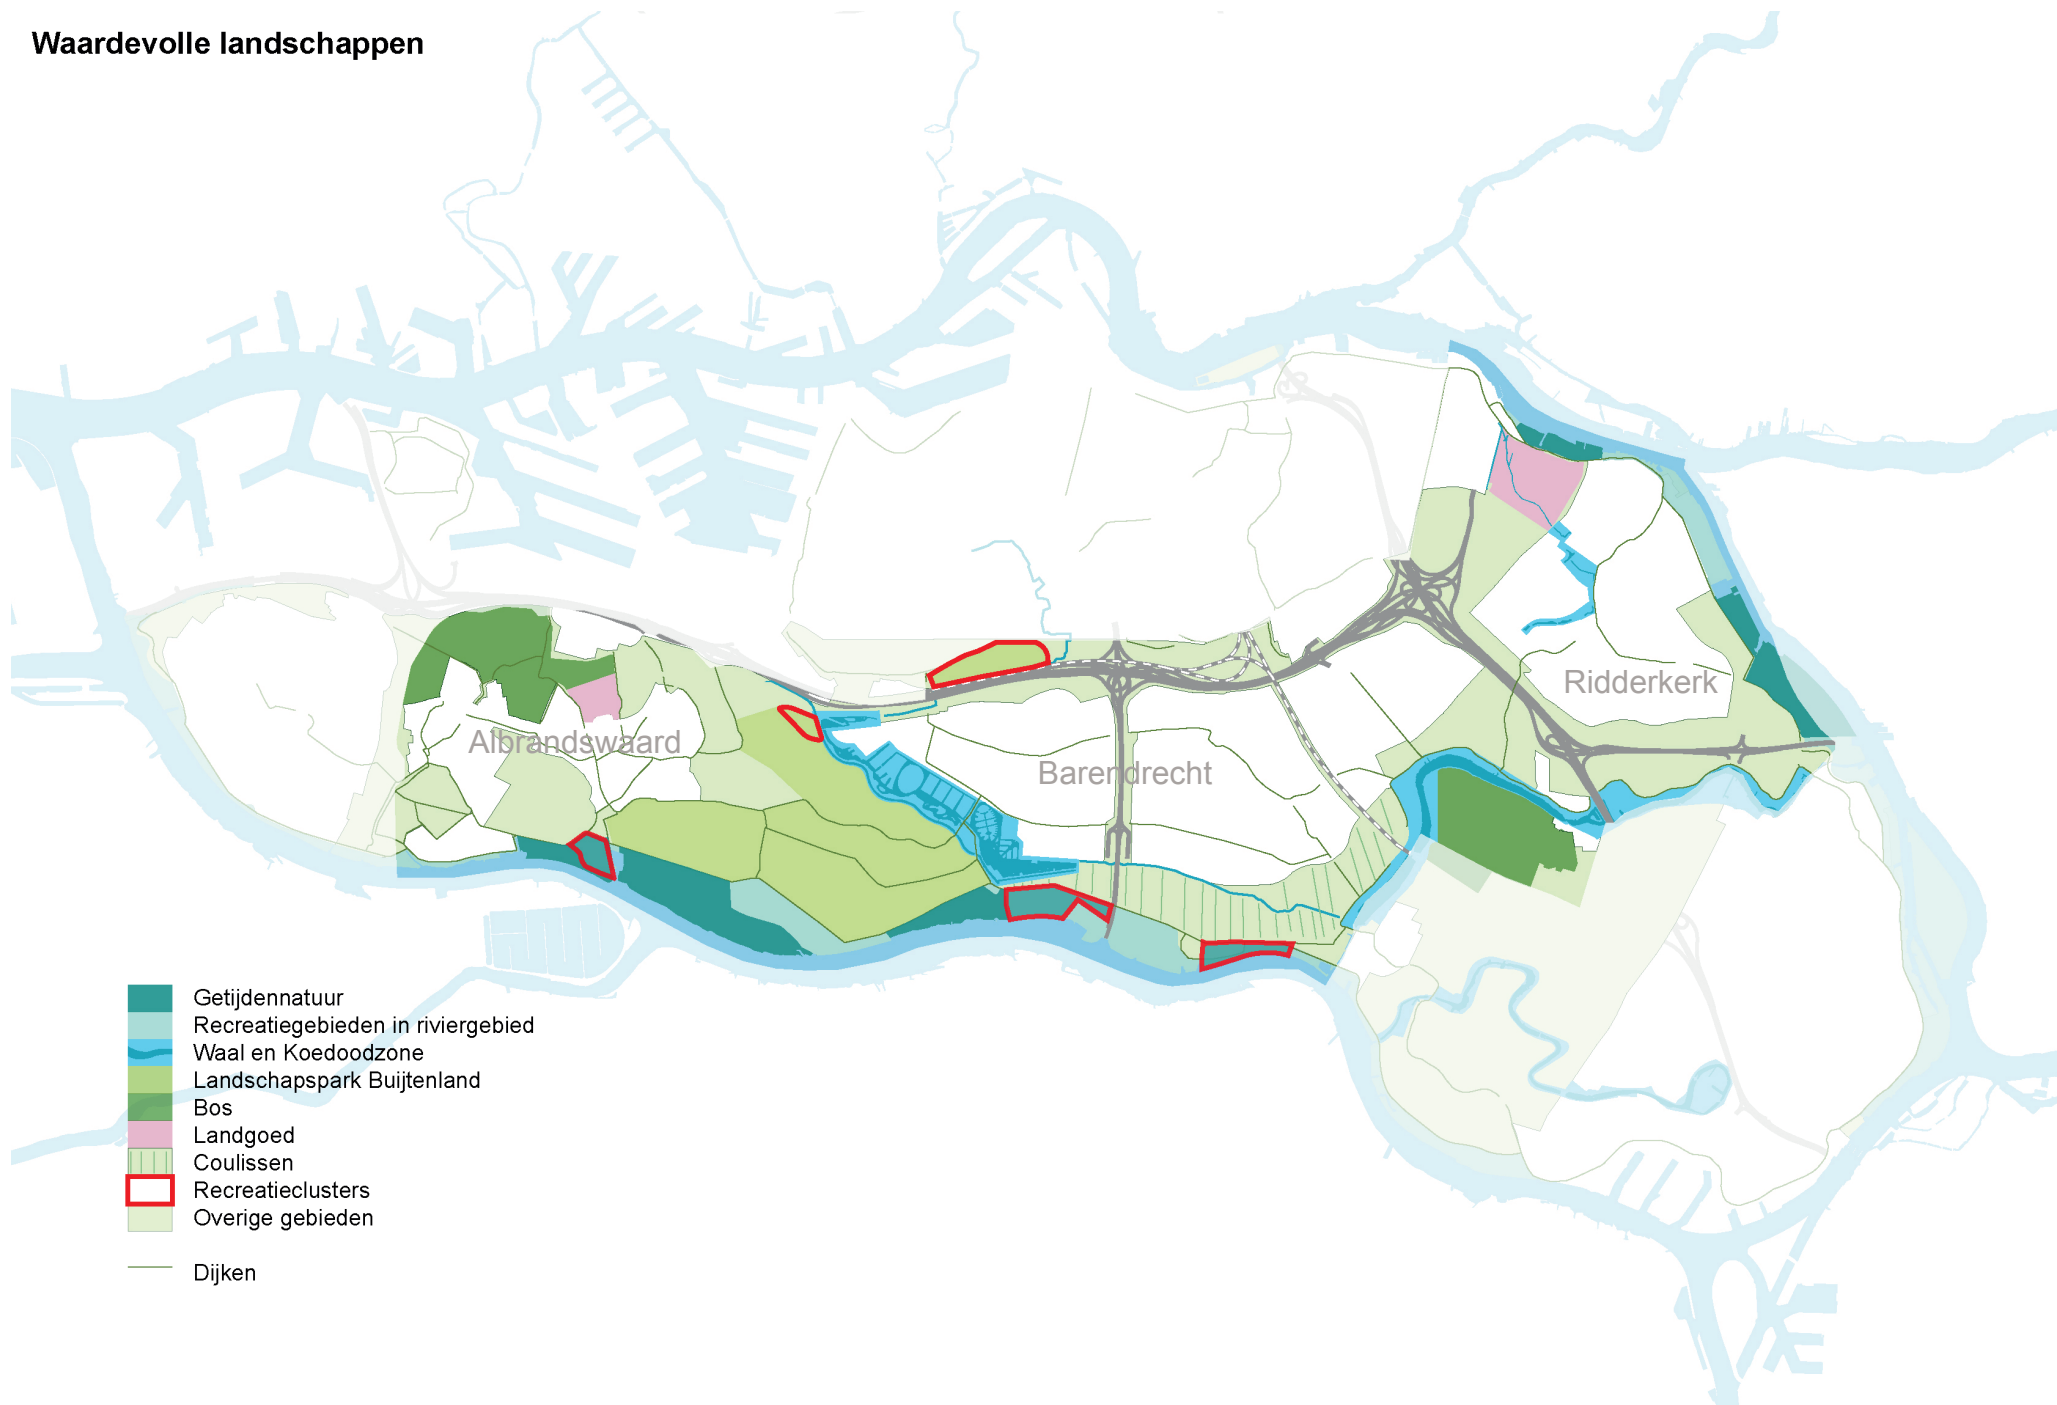 Waardevolle landschappen
Ridderkerk
Albrandswaard
Barendrecht
Getijdennatuur
Recreatiegebieden in riviergebied
Waal en Koedoodzone
Landschapspark Buijtenland
Bos
Landgoed
Coulissen
Recreatieclusters
Overige gebieden
Dijken